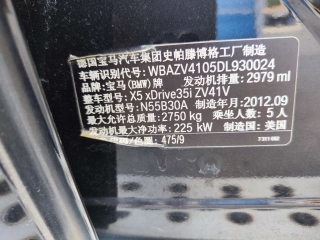 德国宝马汽车集团史帕滕博格工厂制造
车辆识别代号: WBAZV4105DL930024
发动机排量: 2979 ml
品牌: 宝马(BMW)牌
型号: X5 xDrive35i ZV41V
发动机型号: N55B30A 制造年月: 2012.09
最大允许总质量: 2750 kg 乘坐人数: 5人
发动机最大净功率: 225 kW 制造国: 美国
475/9